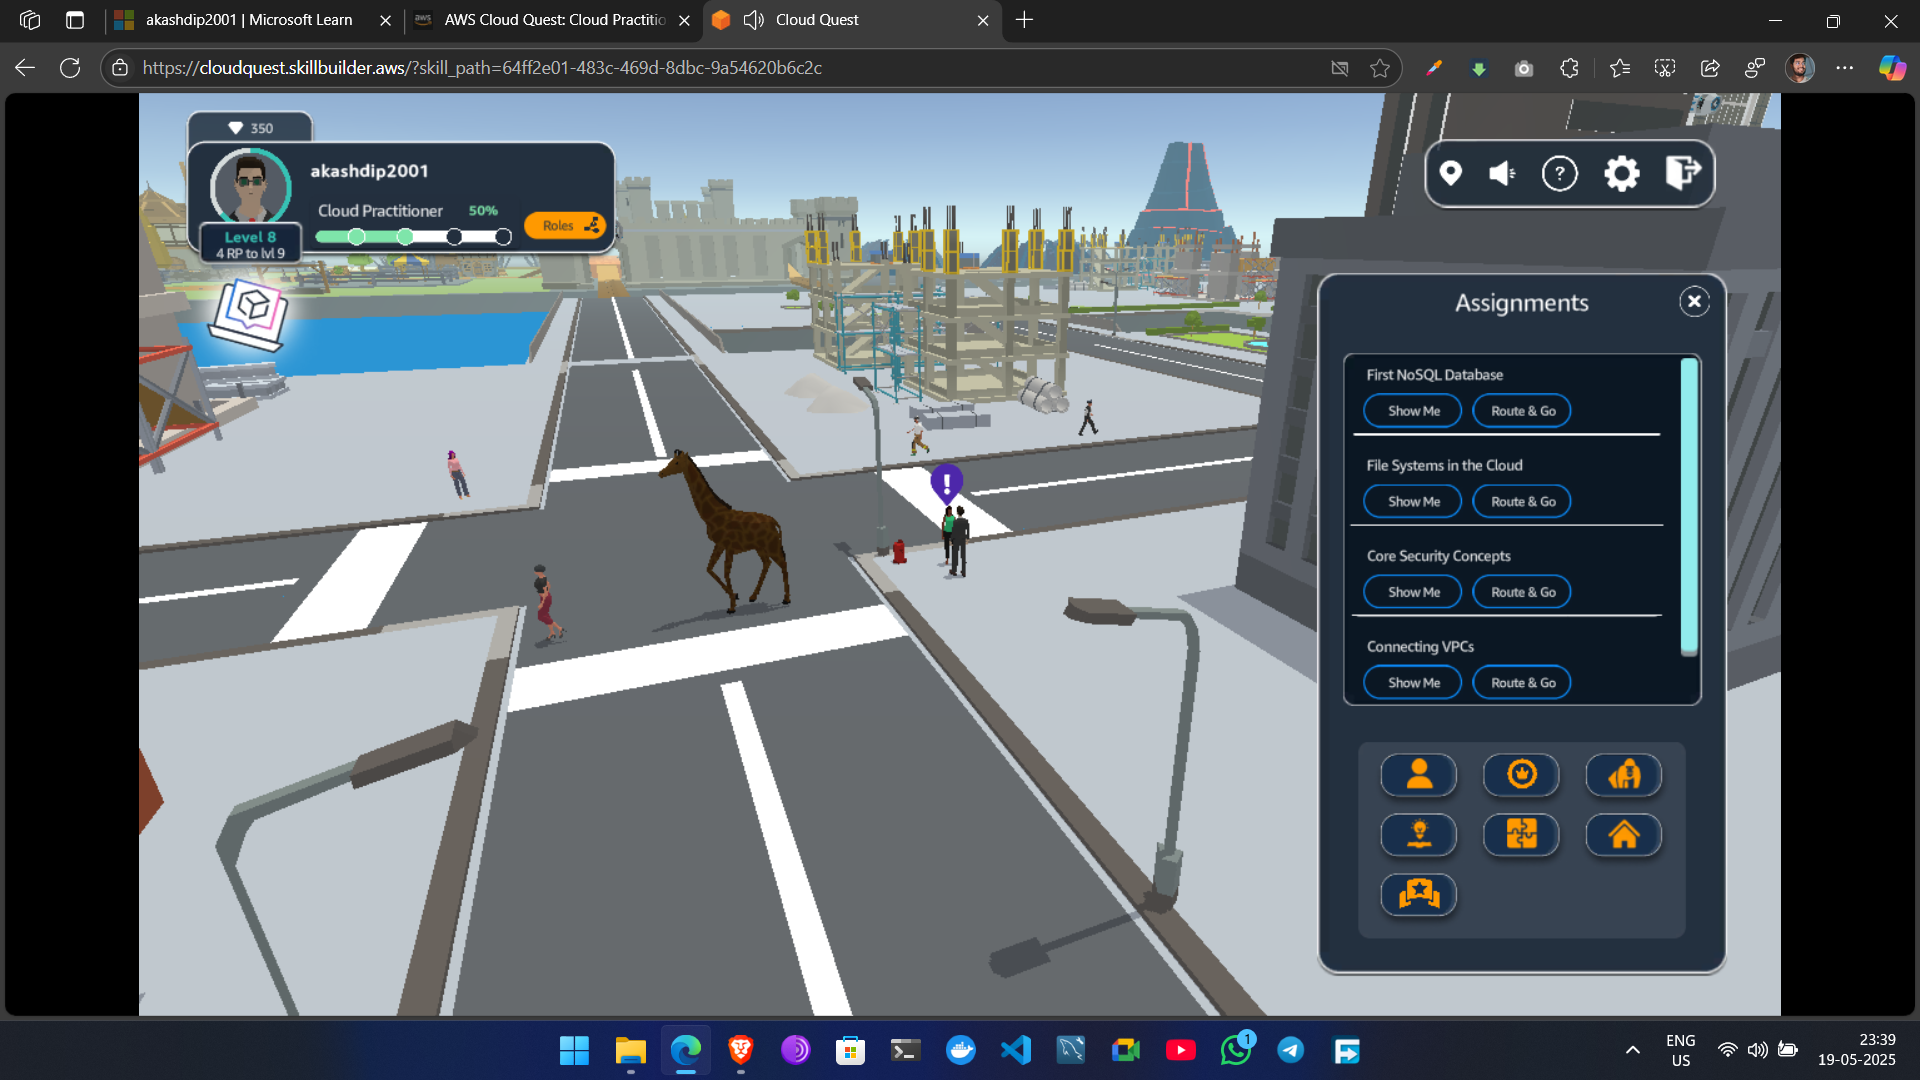 akashdip2001 | Microsoft Learn
aws
AWS Cloud Quest: Cloud Practitio
Cloud Quest
https://cloudquest.skillbuilder.aws/?skill_path=64ff2e01-483c-469d-8dbc-9a54620b6c2c
350
akashdip2001
Cloud Practitioner
50%
Roles
Level 8
4 RP to lvl 9
?
Assignments
First NoSQL Database
Show Me
Route & Go
File Systems in the Cloud
Show Me
Route & Go
!
Core Security Concepts
Show Me
Route & Go
Connecting VPCs
Show Me
Route & Go
1
ENG
US
23:39
19-05-2025